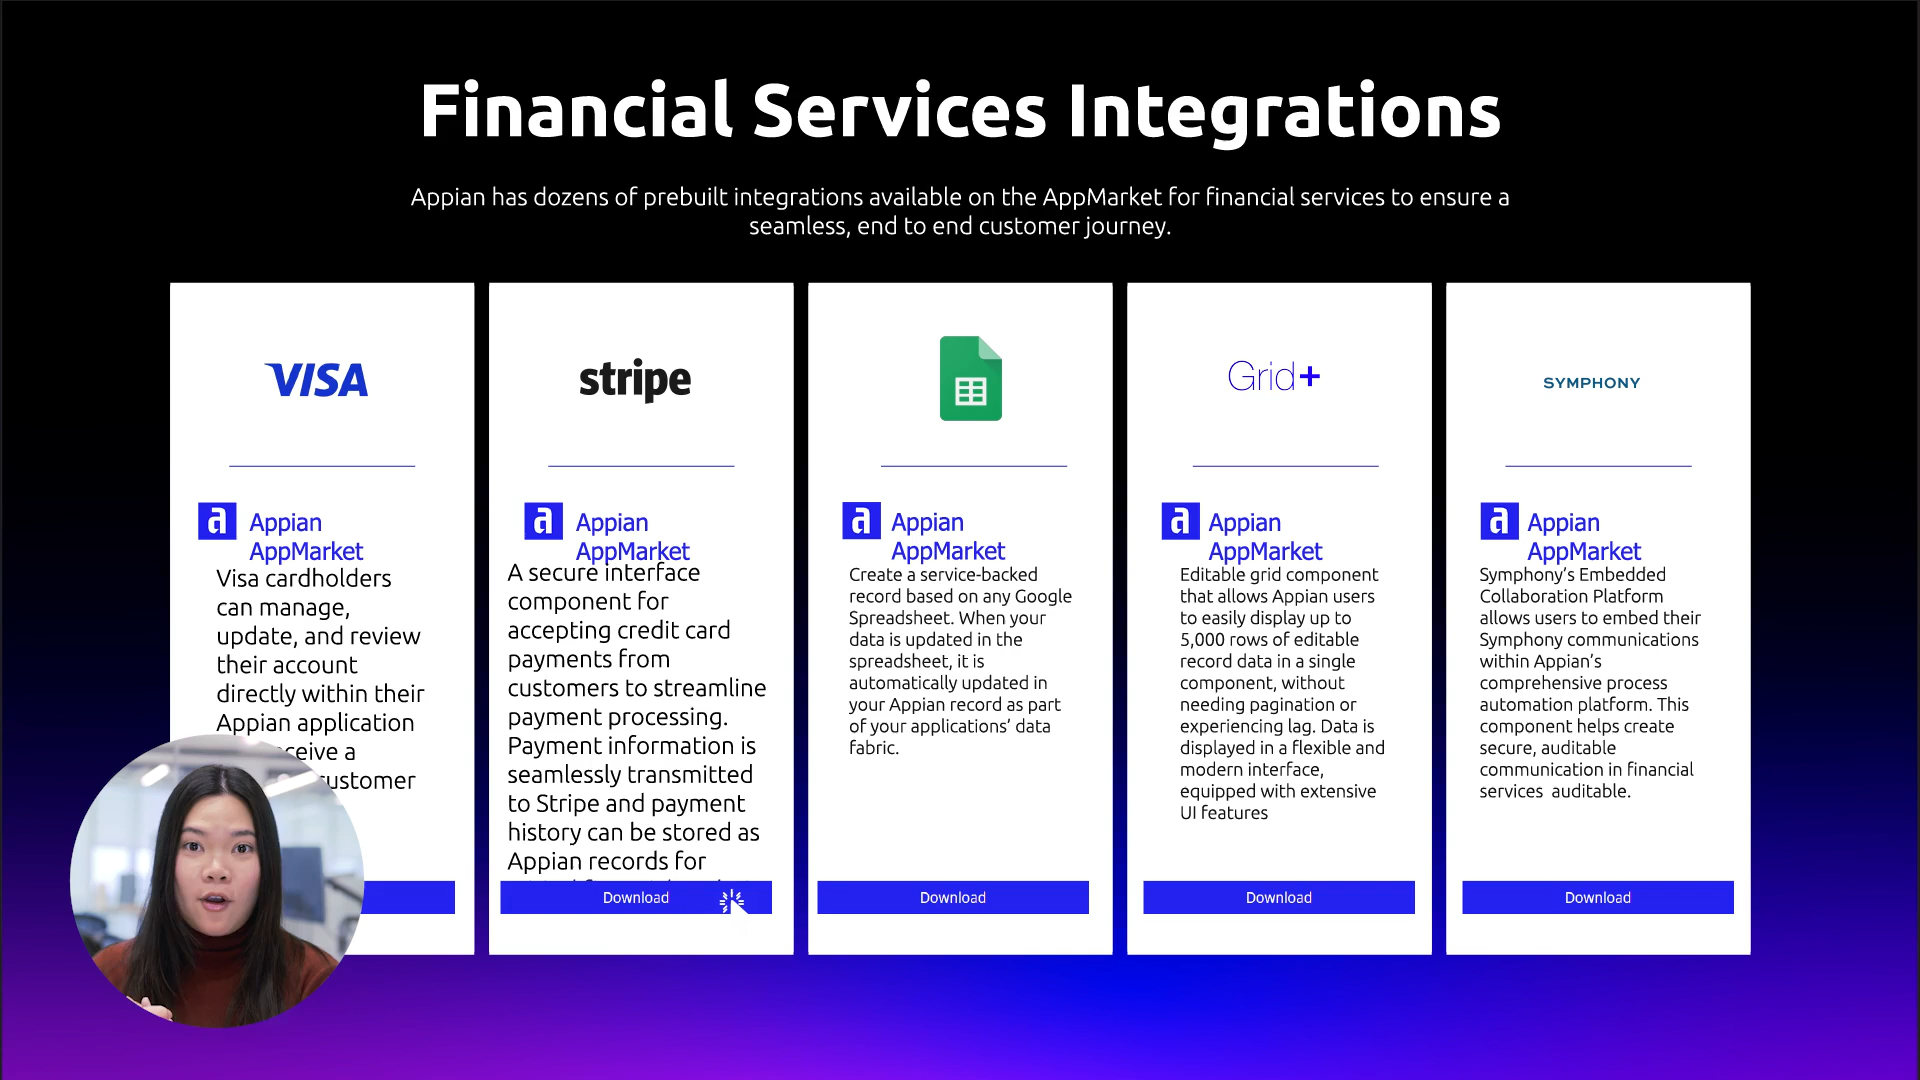 Financial Services Integrations
Appian has dozens of prebuilt integrations available on the AppMarket for financial services to ensure a
seamless, end to end customer journey.
VISA
a Appian
AppMarket
Visa cardholders
can manage,
update, and review
their account
directly within their
Appian application
a
customer
stripe
a Appian
AppMarket
A secure interface
component for
accepting credit card
payments from
customers to streamline
payment processing.
Payment information is
seamlessly transmitted
to Stripe and payment
history can be stored as
Appian records for
Download
a Appian
AppMarket
Create a service-backed
record based on any Google
Spreadsheet. When your
data is updated in the
spreadsheet, it is
automatically updated in
your Appian record as part
of your applications’ data
fabric.
Download
Grid+
a Appian
AppMarket
Editable grid component
that allows Appian users
to easily display up to
5,000 rows of editable
record data in a single
component, without
needing pagination or
experiencing lag. Data is
displayed in a flexible and
modern interface,
equipped with extensive
UI features
Download
SYMPHONY
a Appian
AppMarket
Symphony’s Embedded
Collaboration Platform
allows users to embed their
Symphony communications
within Appian’s
comprehensive process
automation platform. This
component helps create
secure, auditable
communication in financial
services  auditable.
Download